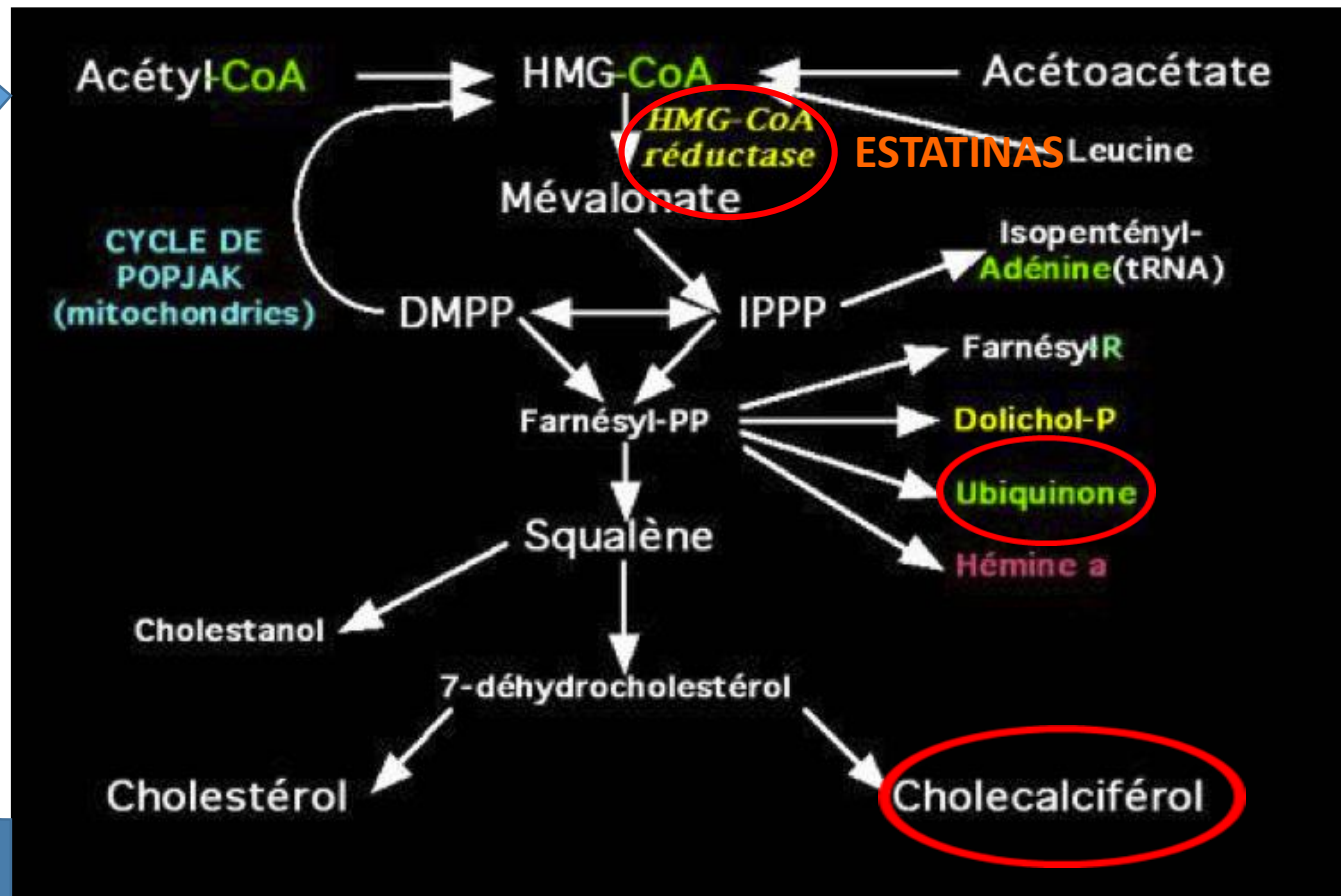 Acétyl-CoA
HMG-CoA
Acétoacétate
HMG-CoA
réductase
ESTATINAS
Leucine
Mévalonate
CYCLE DE
POPJAK
(mitochondries)
Isopentényl-
Adénine(tRNA)
DMPP
IPPP
Farnésyl-R
Farnésyl-PP
Dolichol-P
Ubiquinone
Squalène
Hémine a
Cholestanol
7-déhydrocholestérol
Cholestérol
Cholecalciférol